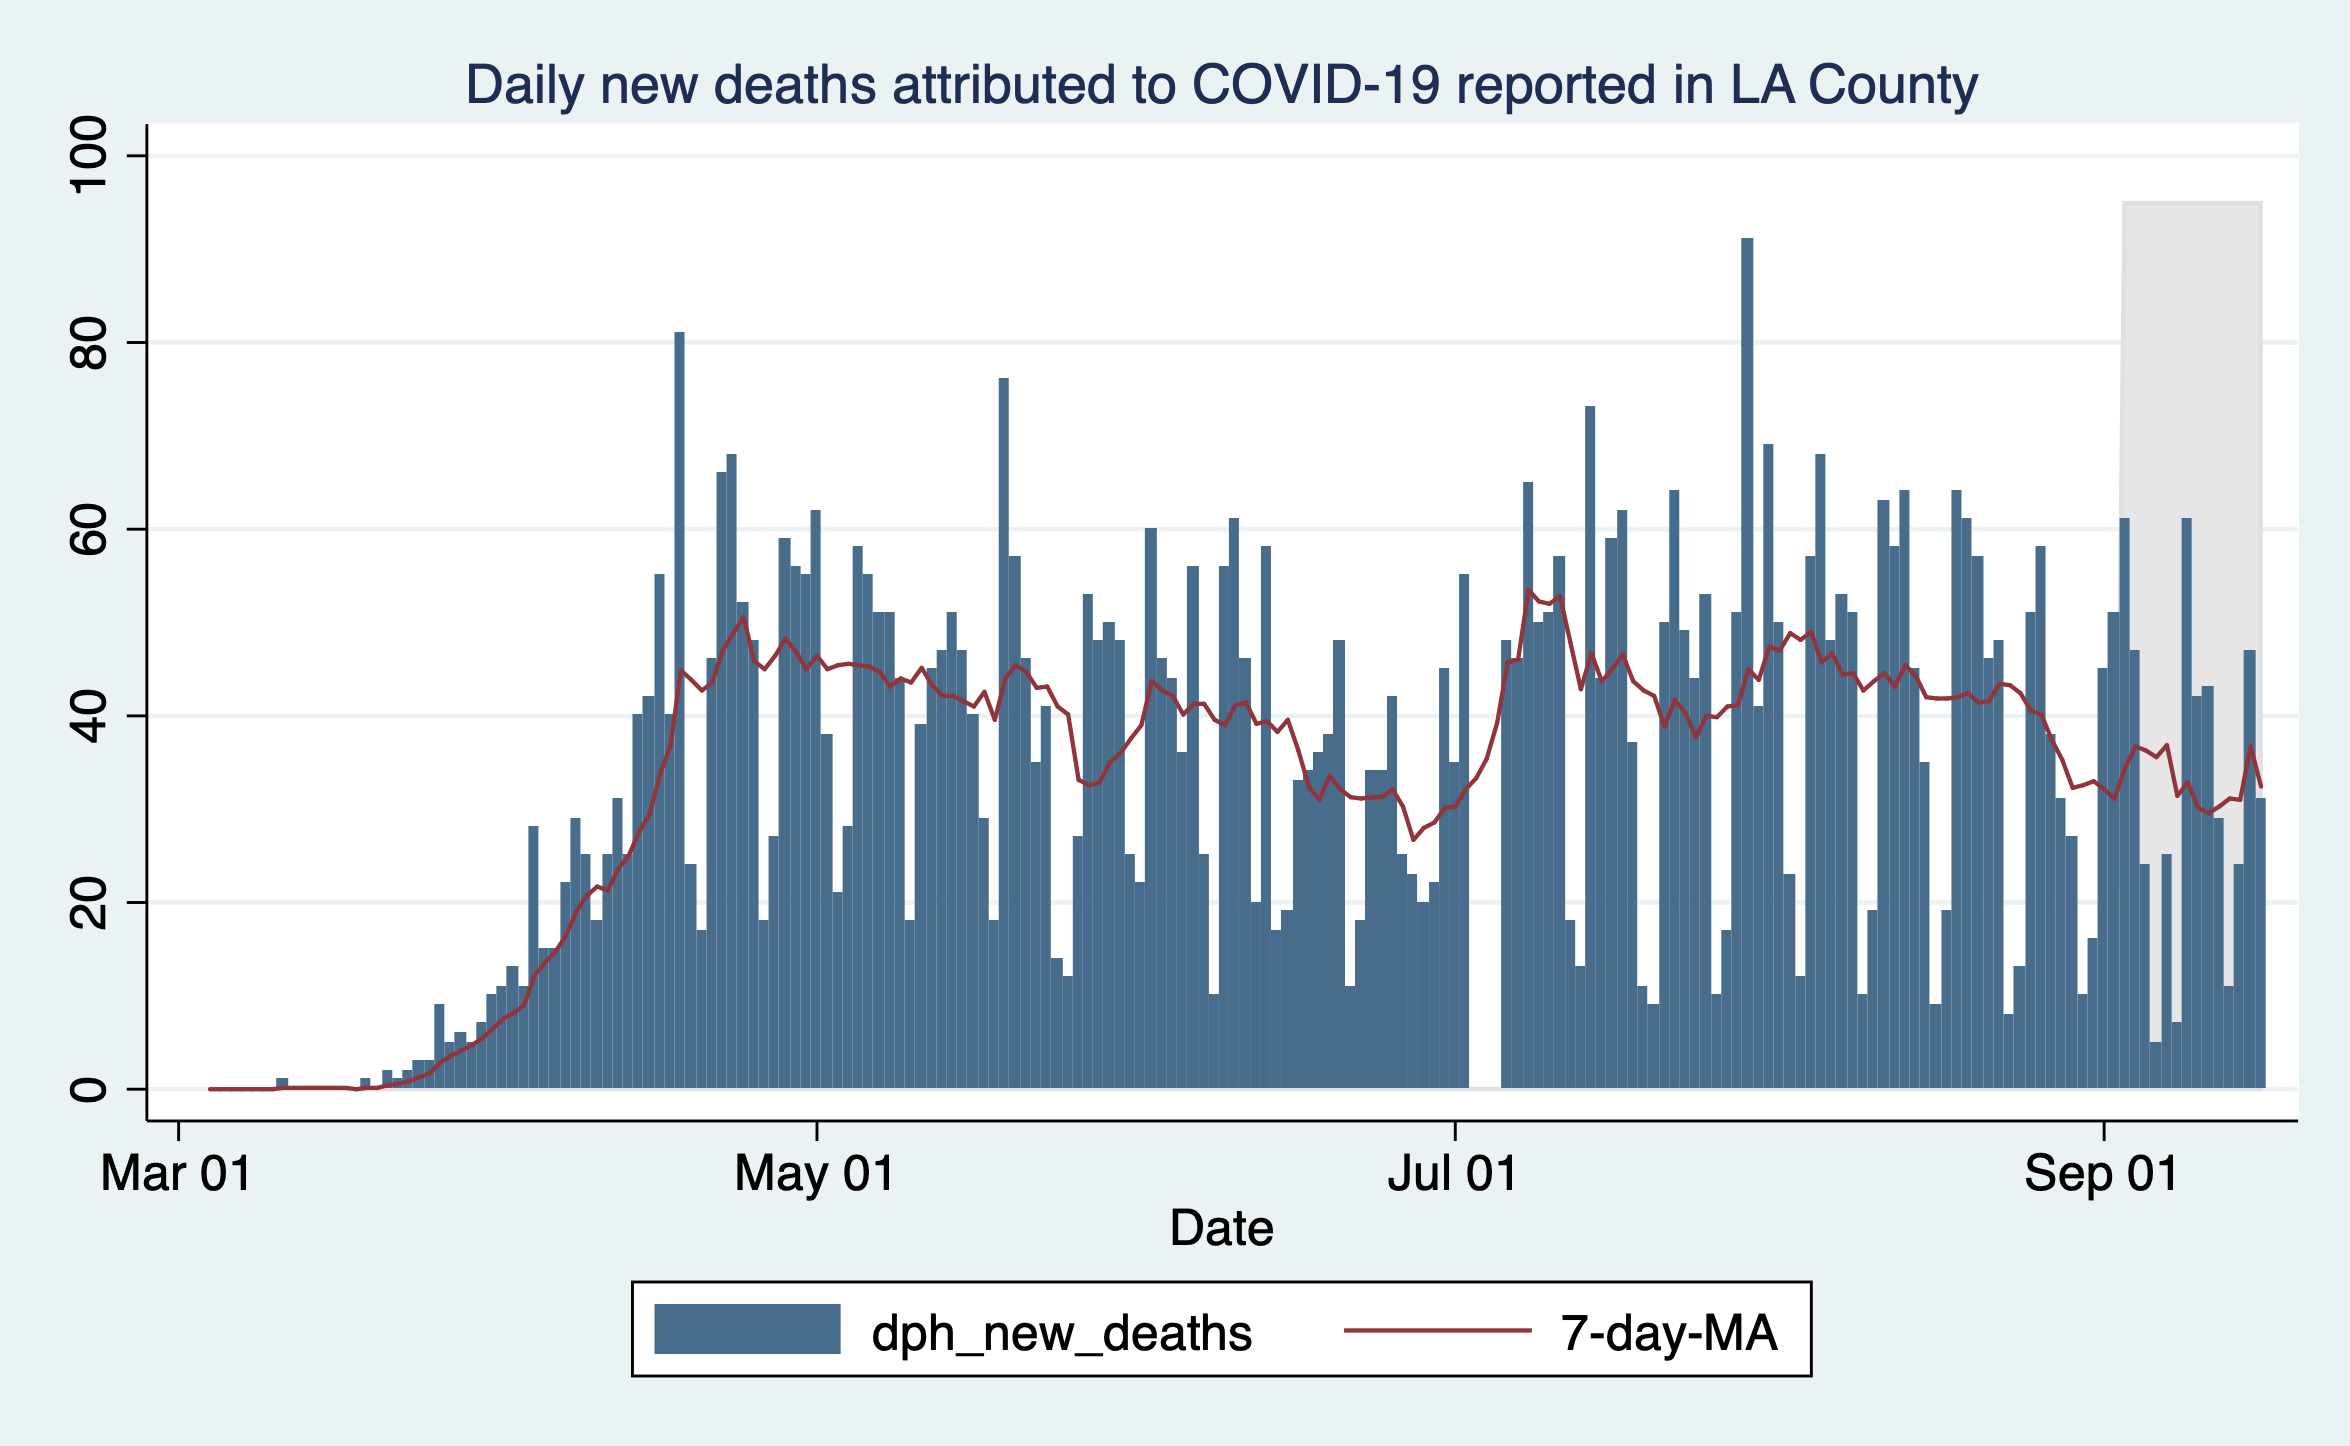 Daily new deaths attributed to COVID-19 reported in LA County
100
80
60
40
20
0
Mar 01 May 01 Jul 01 Sep 01
Date
dph_new_deaths 7-day-MA